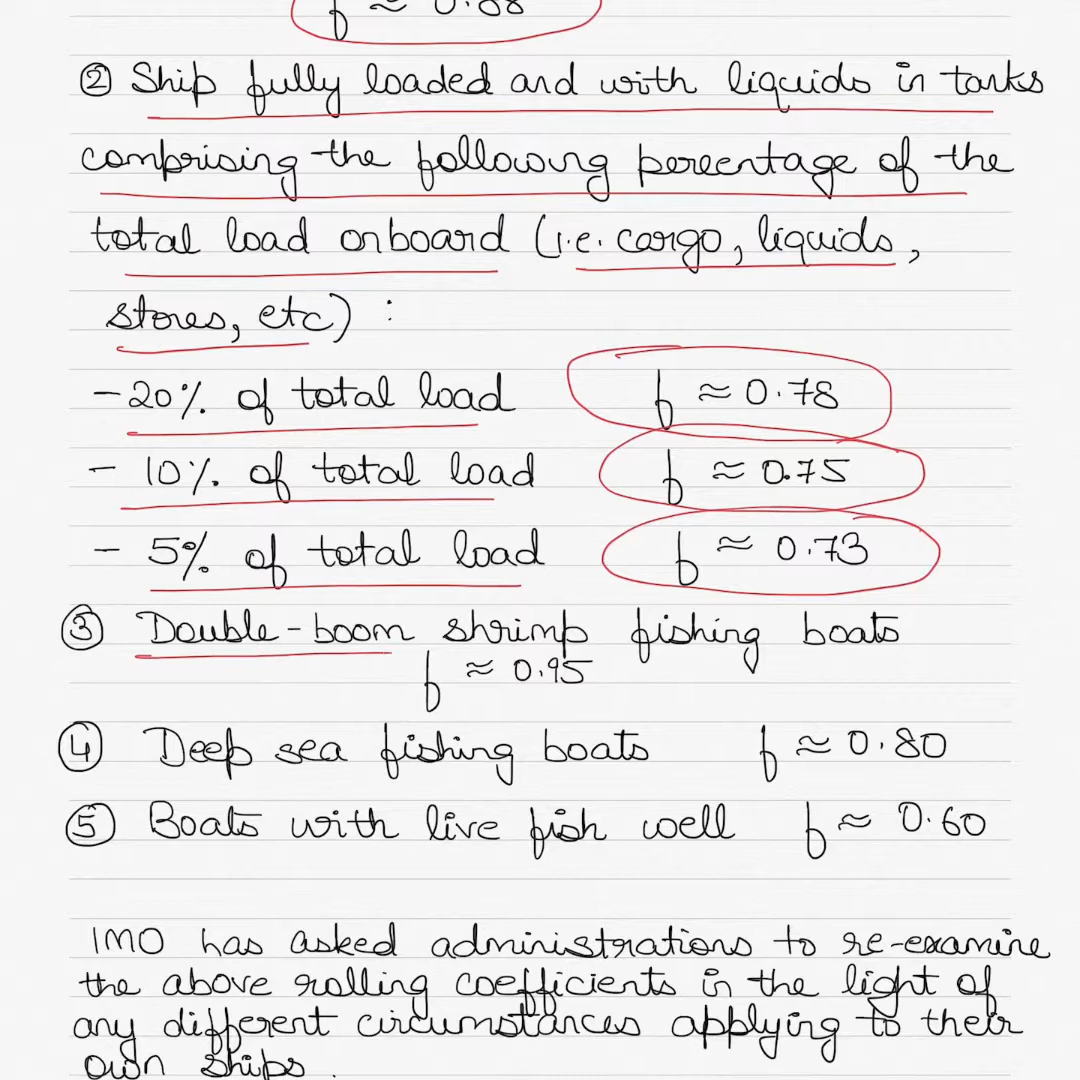 f ≈ 0.88
② Ship fully loaded and with liquids in tanks
comprising the following percentage of the
total load onboard (i.e. cargo, liquids,
stores, etc) :
- 20% of total load f ≈ 0.78
- 10% of total load f ≈ 0.75
- 5% of total load f ≈ 0.73
③ Double-boom shrimp fishing boats
f ≈ 0.95
④ Deep sea fishing boats f ≈ 0.80
⑤ Boats with live fish well f ≈ 0.60
IMO has asked administrations to re-examine
the above rolling coefficients in the light of
any different circumstances applying to their
own ships.